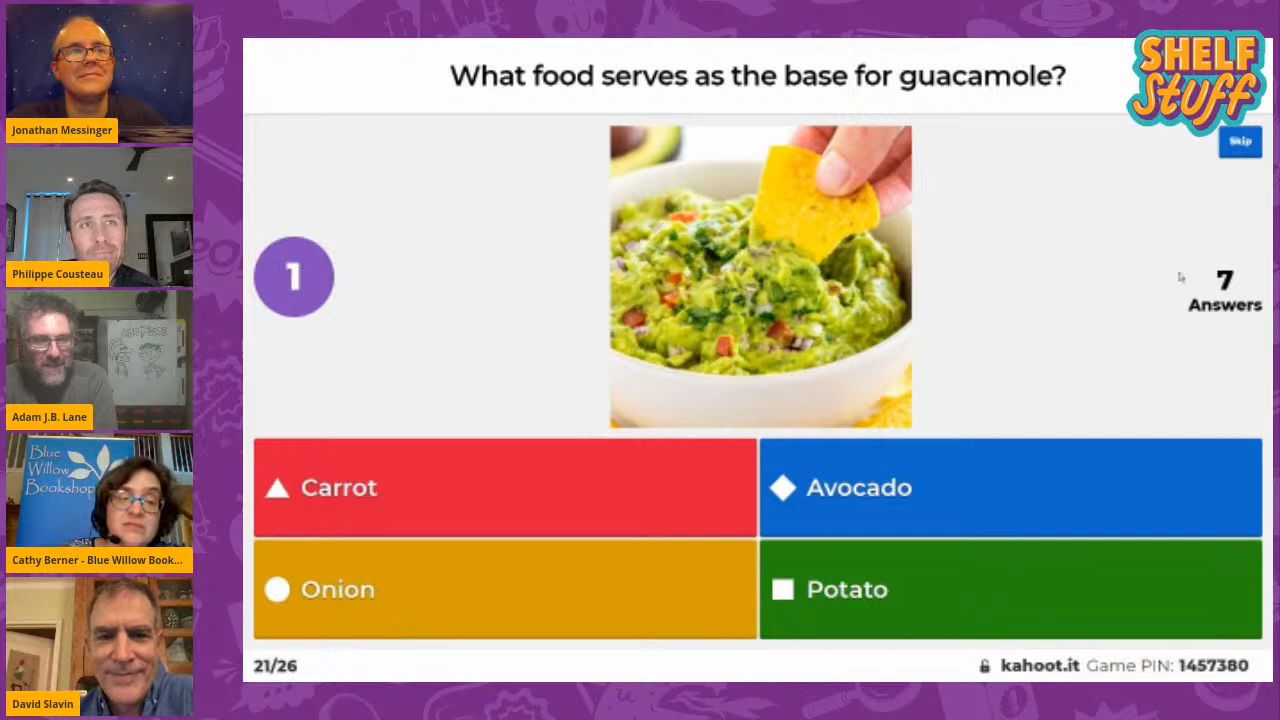 What food serves as the base for guacamole?
SHELF
STUFF
Skip
1
7
Answers
Carrot
Avocado
Onion
Potato
21/26
kahoot.it Game PIN: 1457380
Jonathan Messinger
Philippe Cousteau
Adam J.B. Lane
Blue
Willow
Bookshop
Cathy Berner - Blue Willow Book...
David Slavin